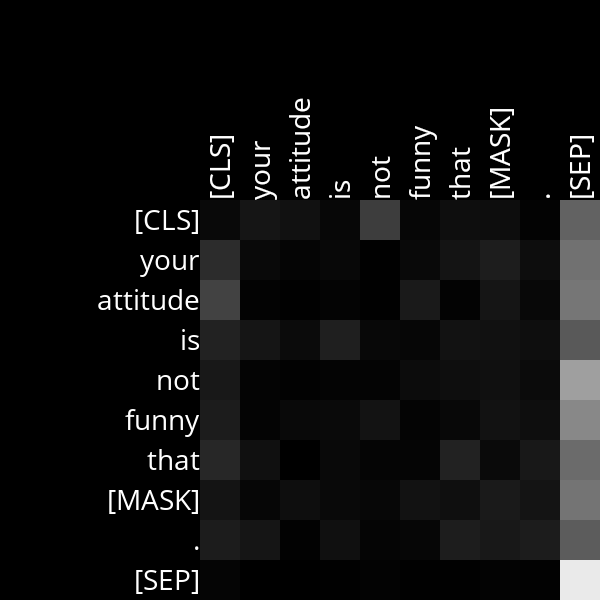 [CLS] your attitude is not funny that [MASK] . [SEP]
[CLS]
your
attitude
is
not
funny
that
[MASK]
.
[SEP]